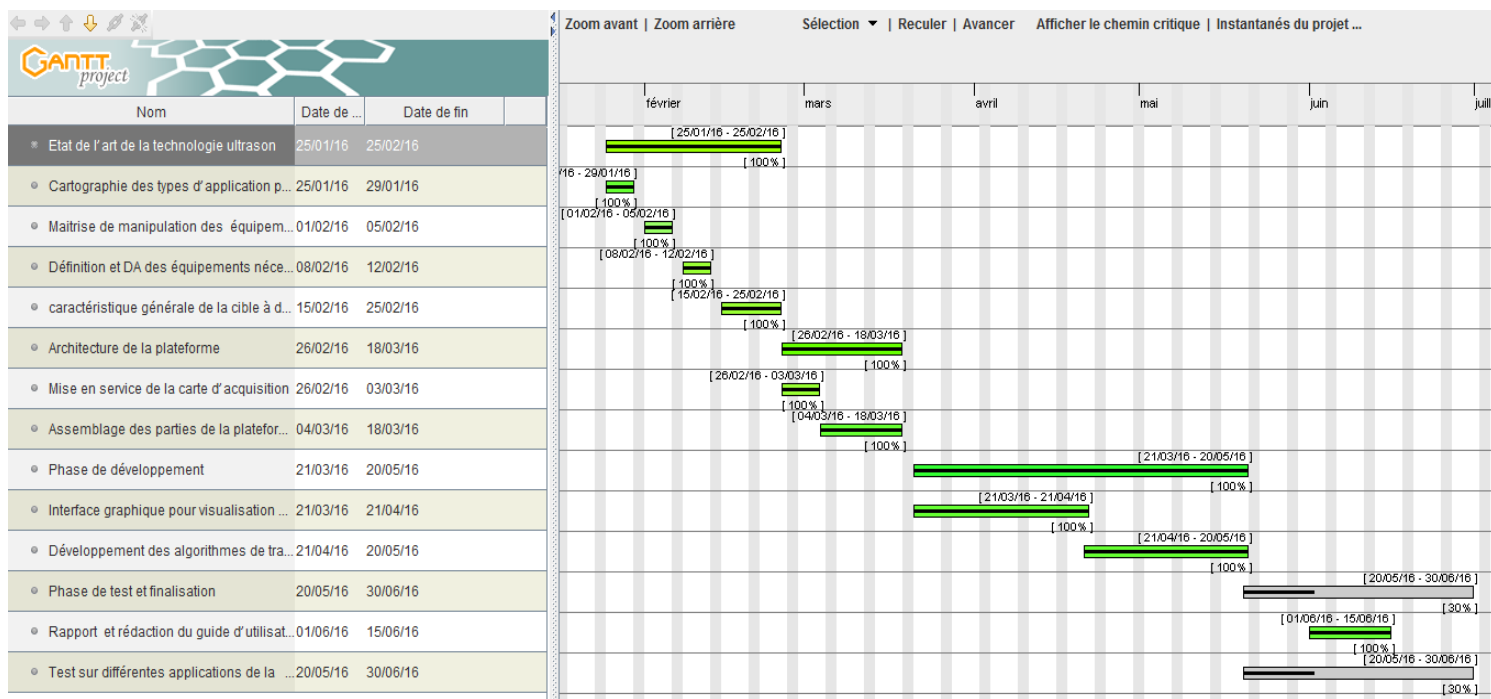 Zoom avant | Zoom arrière Sélection | Reculer | Avancer Afficher le chemin critique | Instantanés du projet ...
GANTT
project
février mars avril mai juin juill
Nom Date de ... Date de fin
Etat de l'art de la technologie ultrason 25/01/16 25/02/16
[ 25/01/16 - 25/02/16 ]
[ 100% ]
Cartographie des types d'application p... 25/01/16 29/01/16
/16 - 29/01/16 ]
[ 100% ]
Maitrise de manipulation des équipem... 01/02/16 05/02/16
[ 01/02/16 - 05/02/16 ]
[ 100% ]
Définition et DA des équipements néce... 08/02/16 12/02/16
[ 08/02/16 - 12/02/16 ]
[ 100% ]
caractéristique générale de la cible à d... 15/02/16 25/02/16
[ 15/02/16 - 25/02/16 ]
[ 100% ]
Architecture de la plateforme 26/02/16 18/03/16
[ 26/02/16 - 18/03/16 ]
[ 100% ]
Mise en service de la carte d'acquisition 26/02/16 03/03/16
[ 26/02/16 - 03/03/16 ]
[ 100% ]
Assemblage des parties de la platefor... 04/03/16 18/03/16
[ 04/03/16 - 18/03/16 ]
[ 100% ]
Phase de développement 21/03/16 20/05/16
[ 21/03/16 - 20/05/16 ]
[ 100% ]
Interface graphique pour visualisation ... 21/03/16 21/04/16
[ 21/03/16 - 21/04/16 ]
[ 100% ]
Développement des algorithmes de tra... 21/04/16 20/05/16
[ 21/04/16 - 20/05/16 ]
[ 100% ]
Phase de test et finalisation 20/05/16 30/06/16
[ 20/05/16 - 30/06/16 ]
[ 30% ]
Rapport et rédaction du guide d'utilisat... 01/06/16 15/06/16
[ 01/06/16 - 15/06/16 ]
[ 100% ]
Test sur différentes applications de la ... 20/05/16 30/06/16
[ 20/05/16 - 30/06/16 ]
[ 30% ]